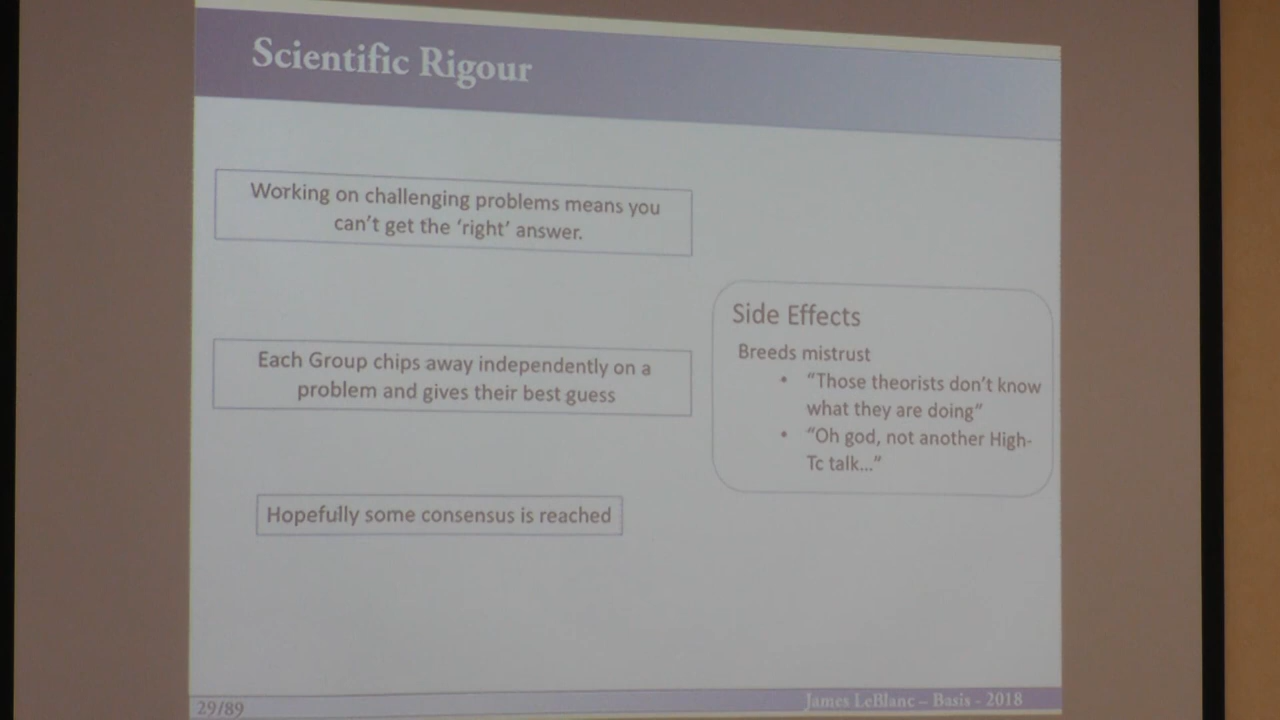 Scientific Rigour
Working on challenging problems means you
can't get the 'right' answer.
Each Group chips away independently on a
problem and gives their best guess
Hopefully some consensus is reached
Side Effects
Breeds mistrust
• "Those theorists don't know
what they are doing"
• "Oh god, not another High-
Tc talk..."
29/89
James LeBlanc – Basis - 2018